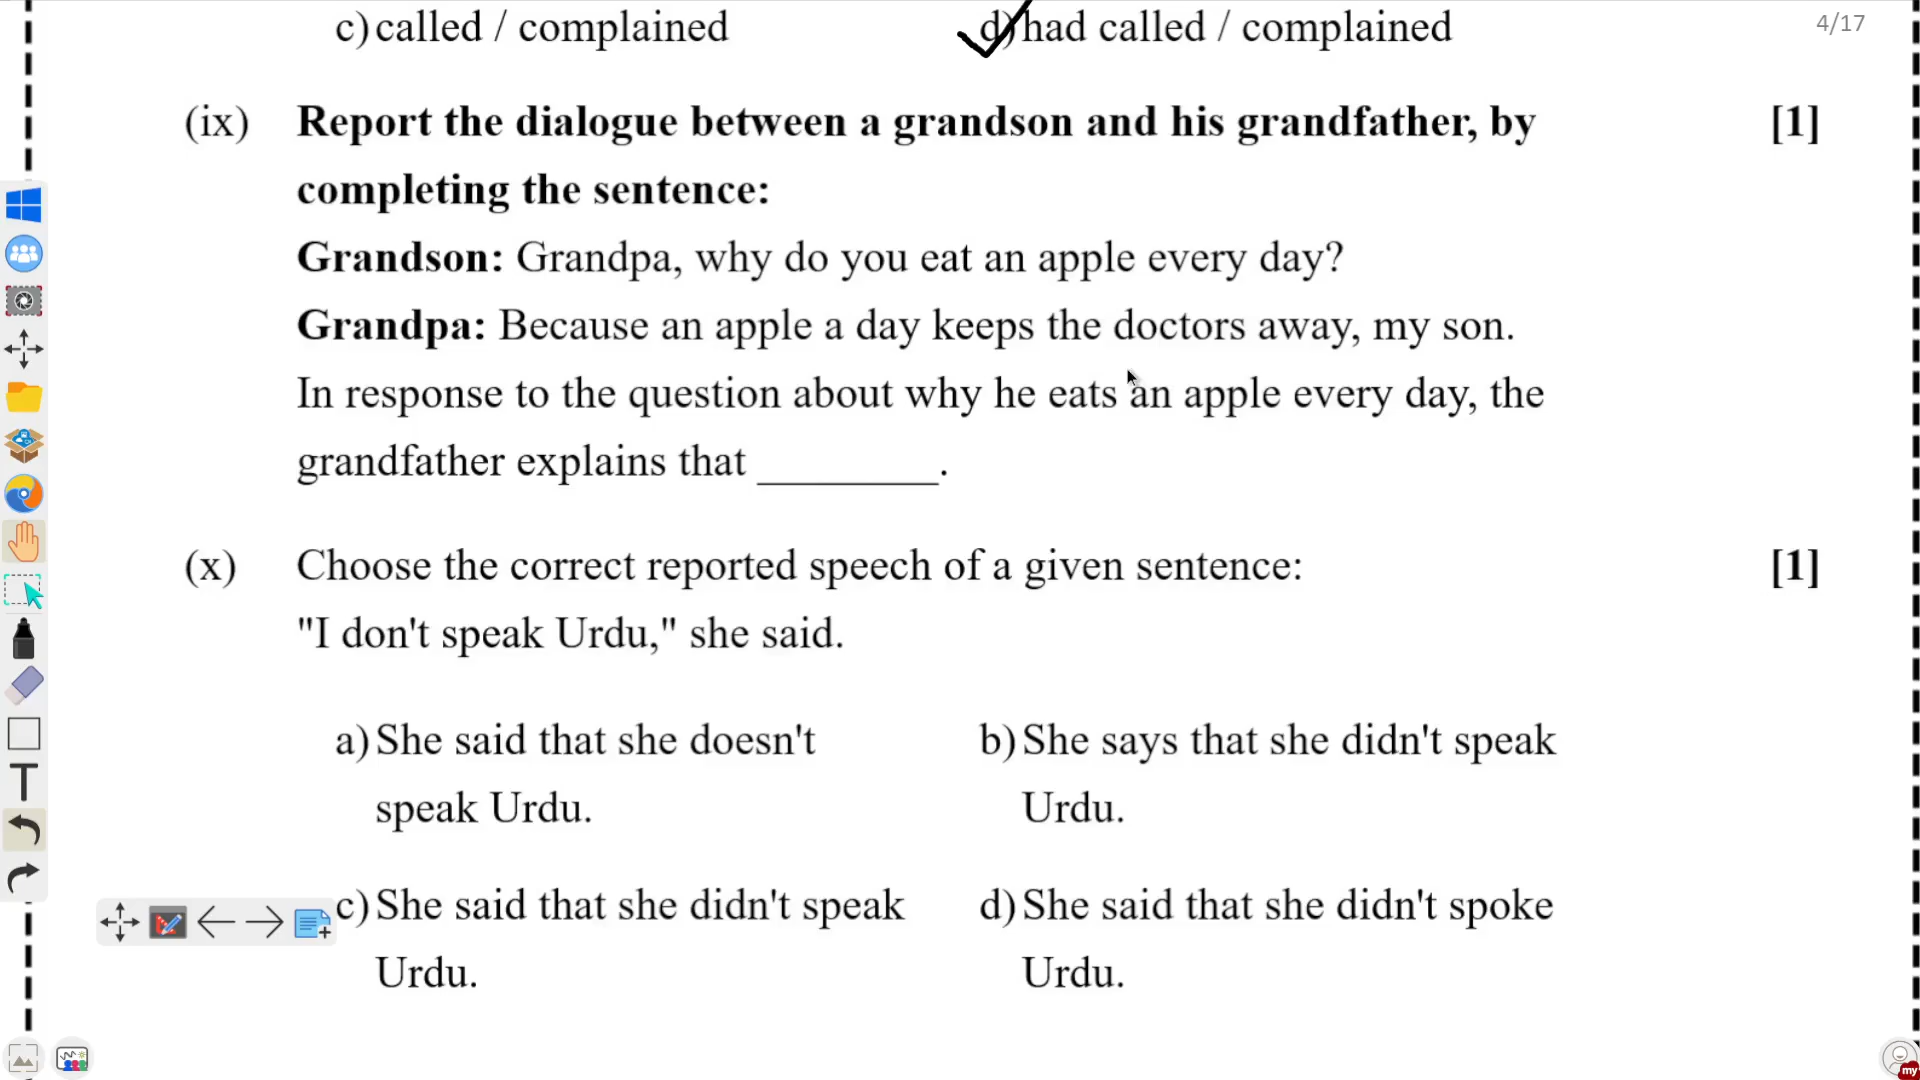 c) called / complained d) had called / complained 4/17
(ix) Report the dialogue between a grandson and his grandfather, by [1]
completing the sentence:
Grandson: Grandpa, why do you eat an apple every day?
Grandpa: Because an apple a day keeps the doctors away, my son.
In response to the question about why he eats an apple every day, the
grandfather explains that ________.
(x) Choose the correct reported speech of a given sentence: [1]
"I don't speak Urdu," she said.
a) She said that she doesn't b) She says that she didn't speak
speak Urdu. Urdu.
c) She said that she didn't speak d) She said that she didn't spoke
Urdu. Urdu.
my